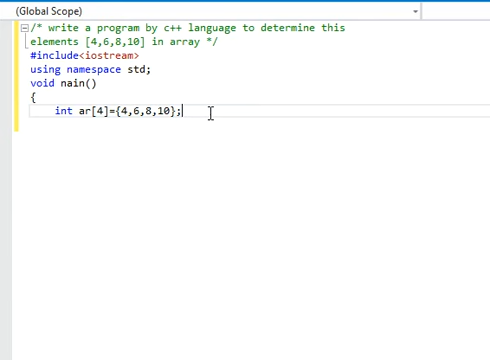 (Global Scope)
/* write a program by c++ language to determine this
elements [4,6,8,10] in array */
#include<iostream>
using namespace std;
void nain()
{
int ar[4]={4,6,8,10};